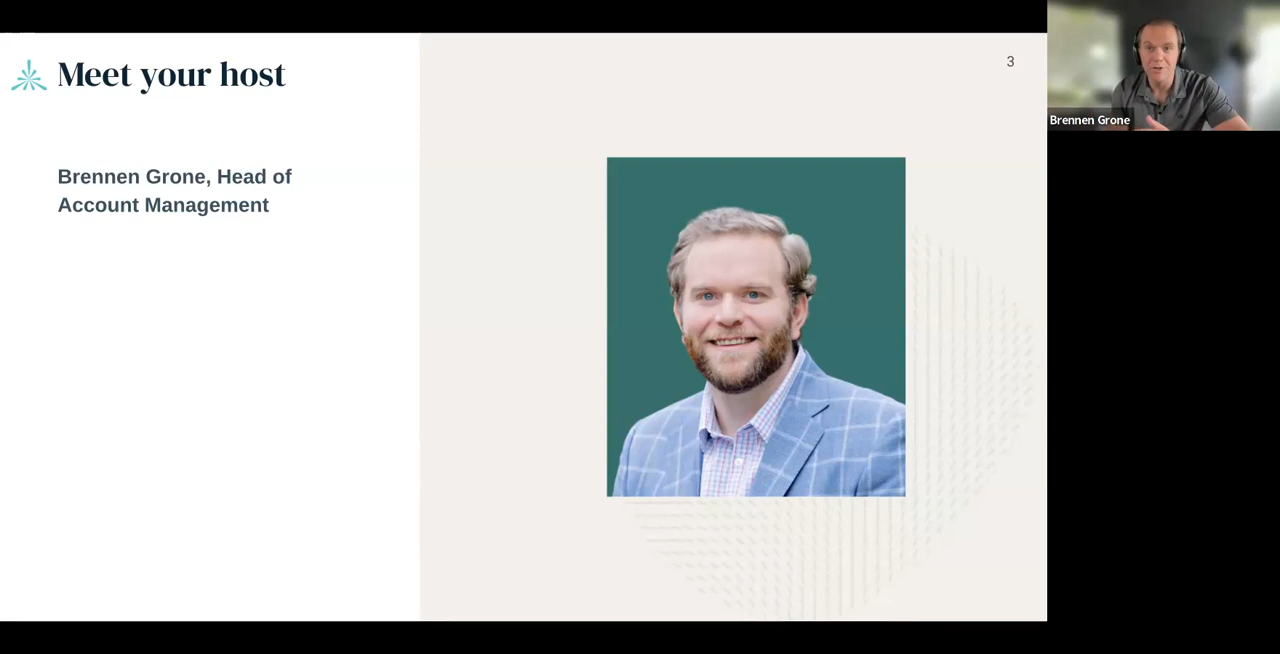 Meet your host
3
Brennen Grone, Head of
Account Management
Brennen Grone